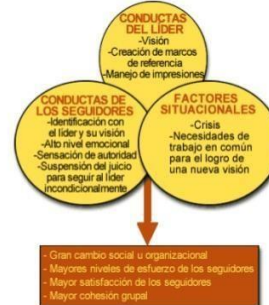 CONDUCTAS
DEL LÍDER
-Visión
-Creación de marcos
de referencia
-Manejo de impresiones
CONDUCTAS DE
LOS SEGUIDORES
-Identificación con
el líder y su visión
-Alto nivel emocional
-Sensación de autoridad
-Suspensión del juicio
para seguir al líder
incondicionalmente
FACTORES
SITUACIONALES
-Crisis
-Necesidades de
trabajo en común
para el logro de
una nueva visión
- Gran cambio social u organizacional
- Mayores niveles de esfuerzo de los seguidores
- Mayor satisfacción de los seguidores
- Mayor cohesión grupal